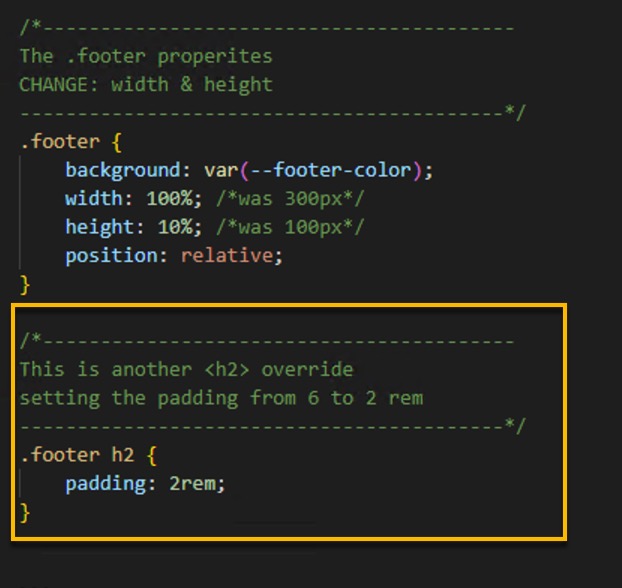 /*-----------------------------------------
The .footer properites
CHANGE: width & height
------------------------------------------*/
.footer {
    background: var(--footer-color);
    width: 100%; /*was 300px*/
    height: 10%; /*was 100px*/
    position: relative;
}
/*-----------------------------------------
This is another <h2> override
setting the padding from 6 to 2 rem
------------------------------------------*/
.footer h2 {
    padding: 2rem;
}